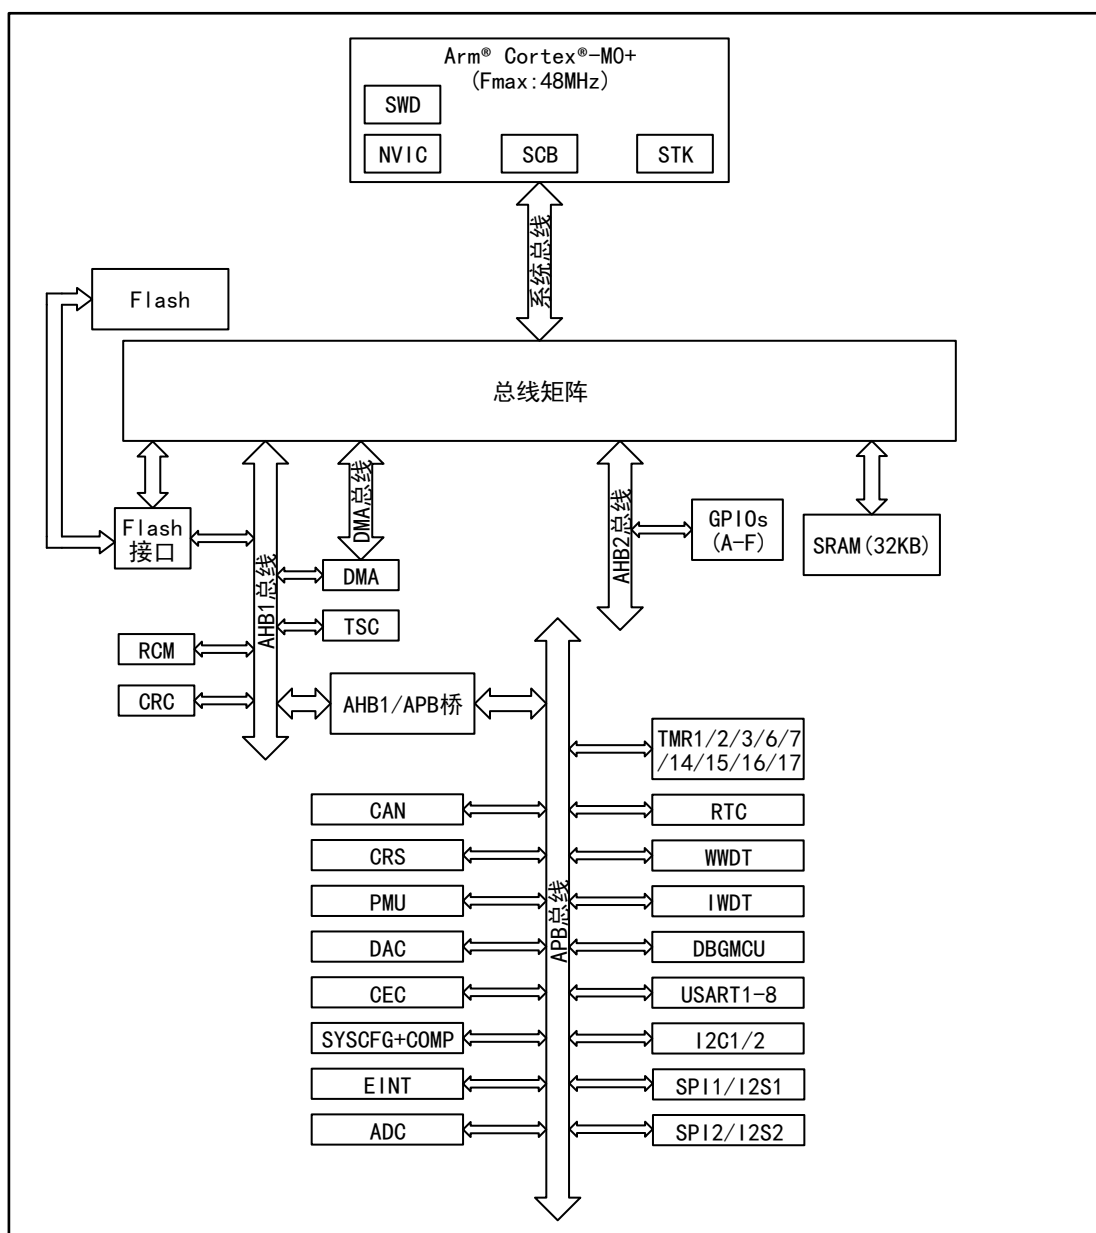 Arm® Cortex®-M0+
(Fmax:48MHz)
SWD
NVIC
SCB
STK
系统总线
Flash
总线矩阵
DMA总线
Flash
接口
GPIOs
(A-F)
SRAM(32KB)
AHB1总线
AHB2总线
DMA
TSC
RCM
CRC
AHB1/APB桥
TMR1/2/3/6/7
/14/15/16/17
CAN
RTC
CRS
WWDT
PMU
IWDT
APB总线
DAC
DBGMCU
CEC
USART1-8
SYSCFG+COMP
I2C1/2
EINT
SPI1/I2S1
ADC
SPI2/I2S2